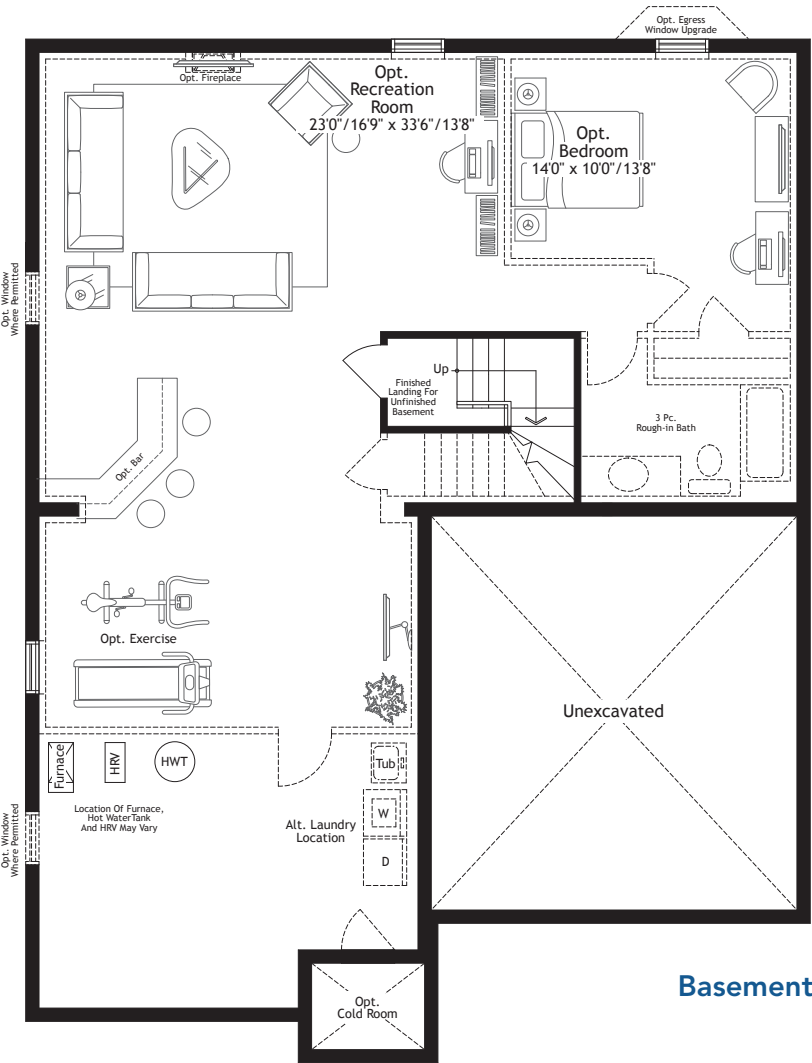 Opt. Egress
Window Upgrade
Opt. Fireplace
Opt.
Recreation
Room
23'0"/16'9" x 33'6"/13'8"
Opt.
Bedroom
14'0" x 10'0"/13'8"
Opt. Window
Where Permitted
Up
Finished
Landing For
Unfinished
Basement
3 Pc.
Rough-in Bath
Opt. Bar
Opt. Exercise
Unexcavated
Furnace
HRV
HWT
Tub
Location Of Furnace,
Hot WaterTank
And HRV May Vary
Alt. Laundry
Location
W
D
Opt. Window
Where Permitted
Opt.
Cold Room
Basement